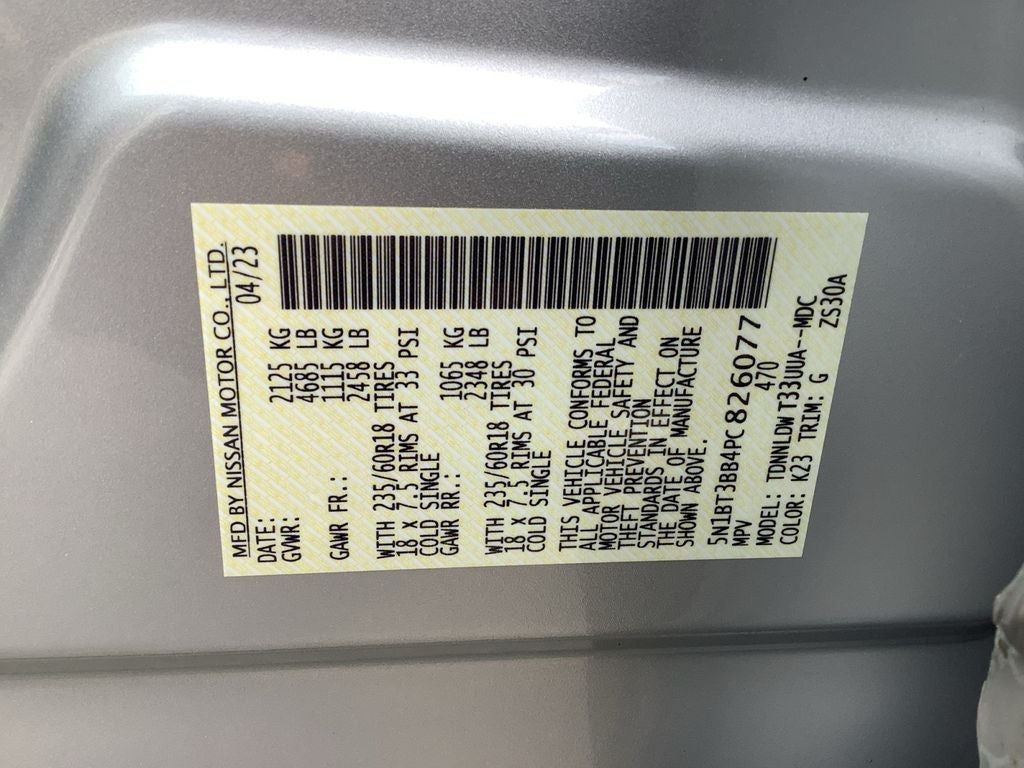 MFD BY NISSAN MOTOR CO., LTD.
DATE: 04/23
GVWR: 2125 KG
4685 LB
GAWR FR.: 1115 KG
2458 LB
WITH 235/60R18 TIRES
18 X 7.5 RIMS AT 33 PSI
COLD SINGLE
GAWR RR.: 1065 KG
2348 LB
WITH 235/60R18 TIRES
18 X 7.5 RIMS AT 30 PSI
COLD SINGLE
THIS VEHICLE CONFORMS TO
ALL APPLICABLE FEDERAL
MOTOR VEHICLE SAFETY AND
THEFT PREVENTION
STANDARDS IN EFFECT ON
THE DATE OF MANUFACTURE
SHOWN ABOVE.
5N1BT3BB4PC826077
MPV 470
MODEL: TDNNLDW T33UUA--MDC
COLOR: K23 TRIM: G ZS30A